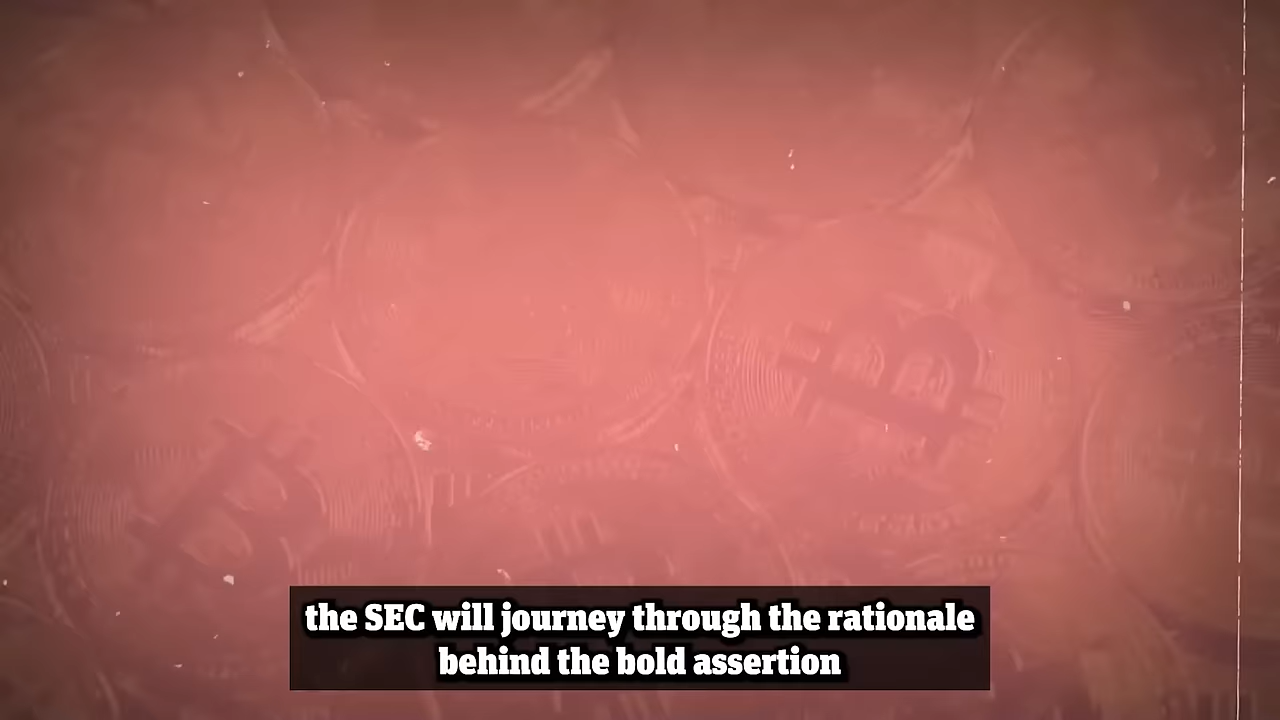 the SEC will journey through the rationale
behind the bold assertion